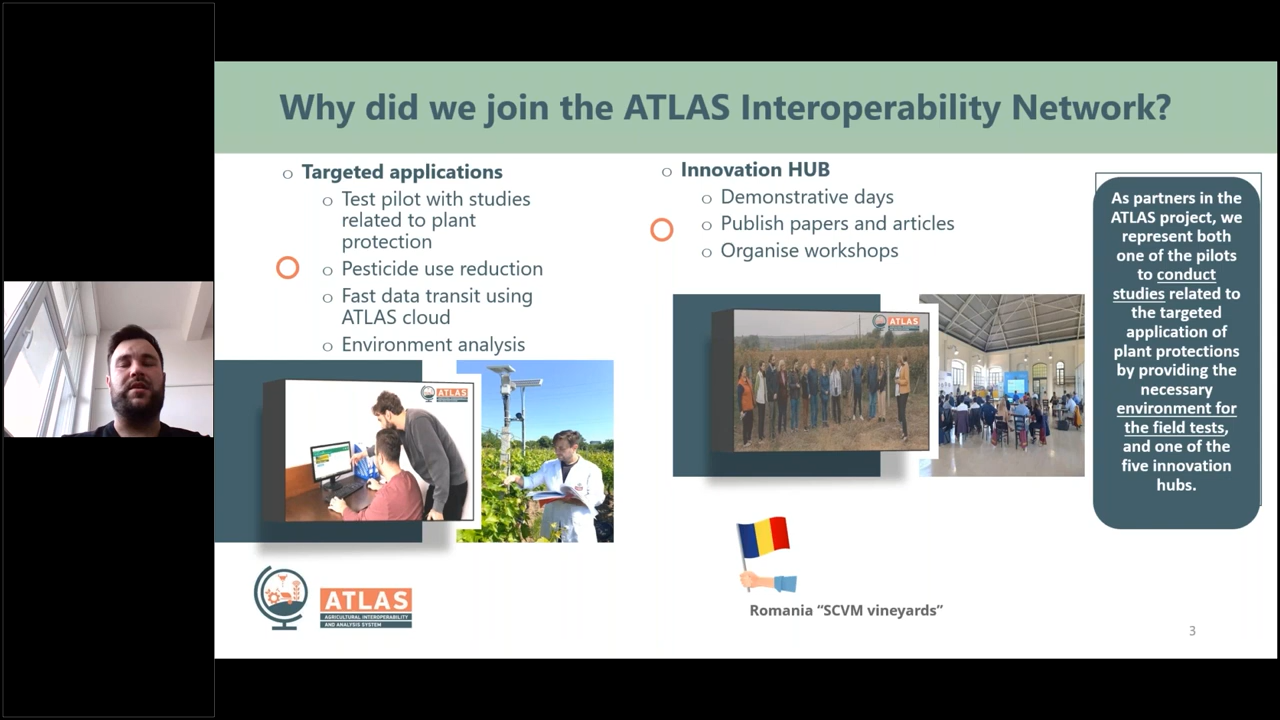 Why did we join the ATLAS Interoperability Network?
o Targeted applications
o Test pilot with studies
related to plant
protection
o Pesticide use reduction
o Fast data transit using
ATLAS cloud
o Environment analysis
o Innovation HUB
o Demonstrative days
o Publish papers and articles
o Organise workshops
As partners in the
ATLAS project, we
represent both
one of the pilots
to conduct
studies related to
the targeted
application of
plant protections
by providing the
necessary
environment for
the field tests,
and one of the
five innovation
hubs.
ATLAS
ATLAS
ATLAS
AGRICULTURAL INTEROPERABILITY
AND ANALYSIS SYSTEM
Romania “SCVM vineyards”
3